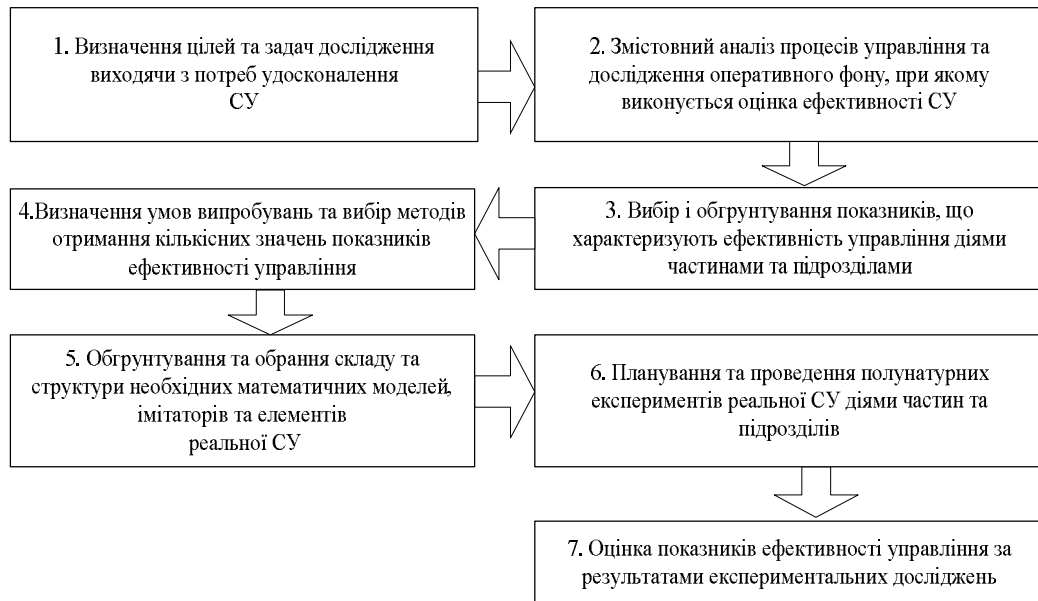 1. Визначення цілей та задач дослідження
виходячи з потреб удосконалення
СУ
2. Змістовний аналіз процесів управління та
дослідження оперативного фону, при якому
виконується оцінка ефективності СУ
3. Вибір і обгрунтування показників, що
характеризують ефективність управління діями
частинами та підрозділами
4.Визначення умов випробувань та вибір методів
отримання кількісних значень показників
ефективності управління
5. Обгрунтування та обрання складу та
структури необхідних математичних моделей,
імітаторів та елементів
реальної СУ
6. Планування та проведення полунатурних
експериментів реальної СУ діями частин та
підрозділів
7. Оцінка показників ефективності управління за
результатами експериментальних досліджень